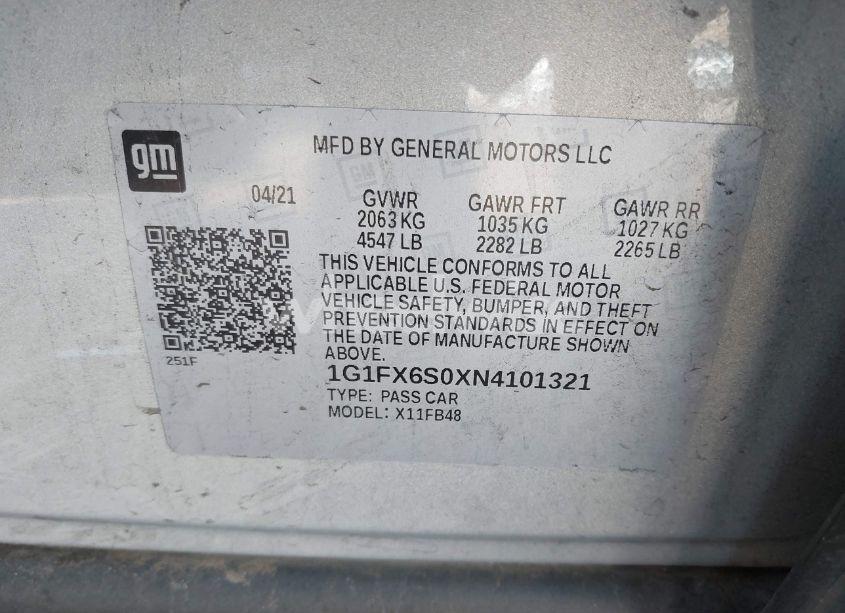 gm
MFD BY GENERAL MOTORS LLC
04/21
GVWR GAWR FRT GAWR RR
2063 KG 1035 KG 1027 KG
4547 LB 2282 LB 2265 LB
THIS VEHICLE CONFORMS TO ALL
APPLICABLE U.S. FEDERAL MOTOR
VEHICLE SAFETY, BUMPER, AND THEFT
PREVENTION STANDARDS IN EFFECT ON
THE DATE OF MANUFACTURE SHOWN
ABOVE.
251F
1G1FX6S0XN4101321
TYPE: PASS CAR
MODEL: X11FB48